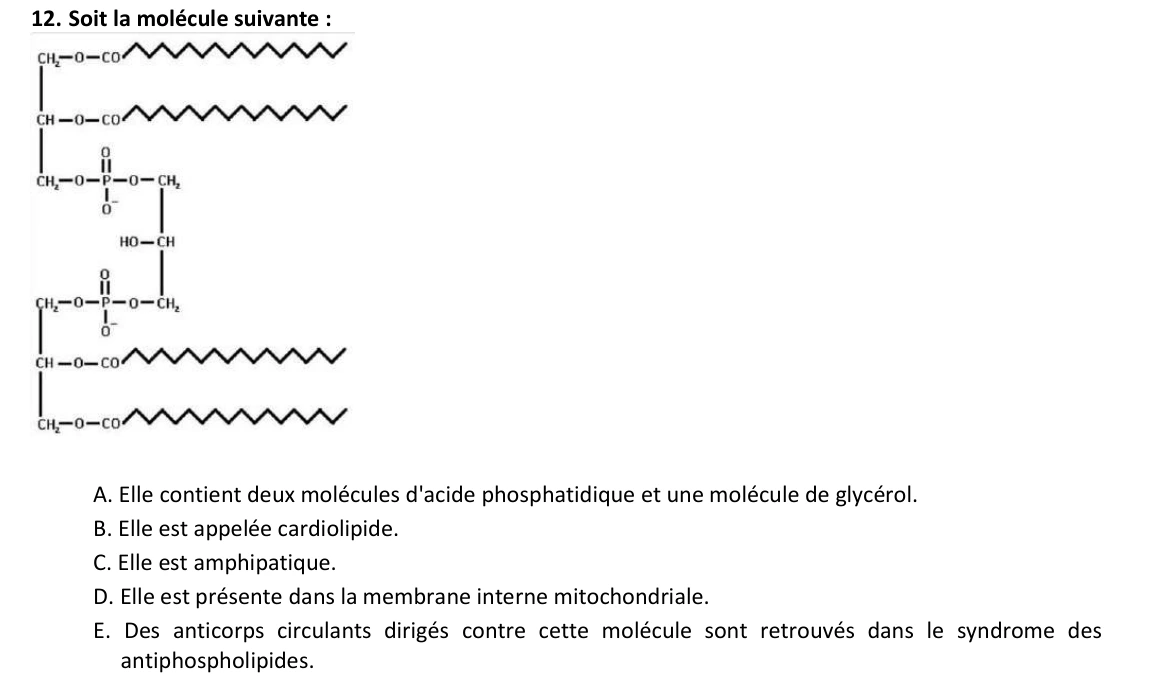 12. Soit la molécule suivante :
CH₂—O—CO
CH—O—CO
O
CH₂—O—P—O—CH₂
O⁻
HO—CH
O
CH₂—O—P—O—CH₂
O⁻
CH—O—CO
CH₂—O—CO
A. Elle contient deux molécules d'acide phosphatidique et une molécule de glycérol.
B. Elle est appelée cardiolipide.
C. Elle est amphipatique.
D. Elle est présente dans la membrane interne mitochondriale.
E. Des anticorps circulants dirigés contre cette molécule sont retrouvés dans le syndrome des
antiphospholipides.